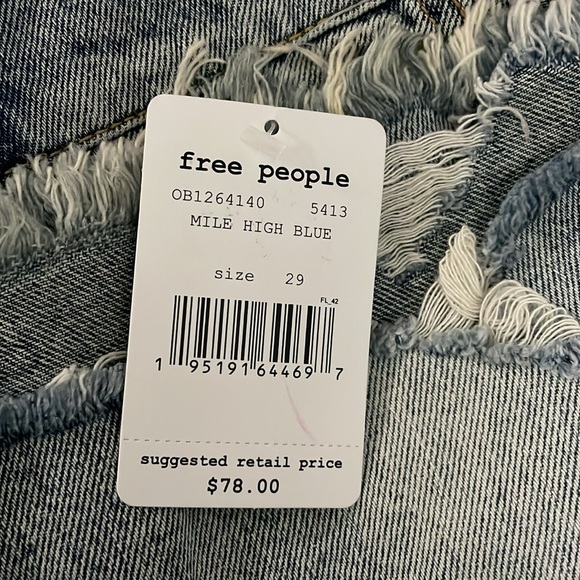 free people
OB1264140 5413
MILE HIGH BLUE
size 29
FL_42
1 95191 64469 7
suggested retail price
$78.00